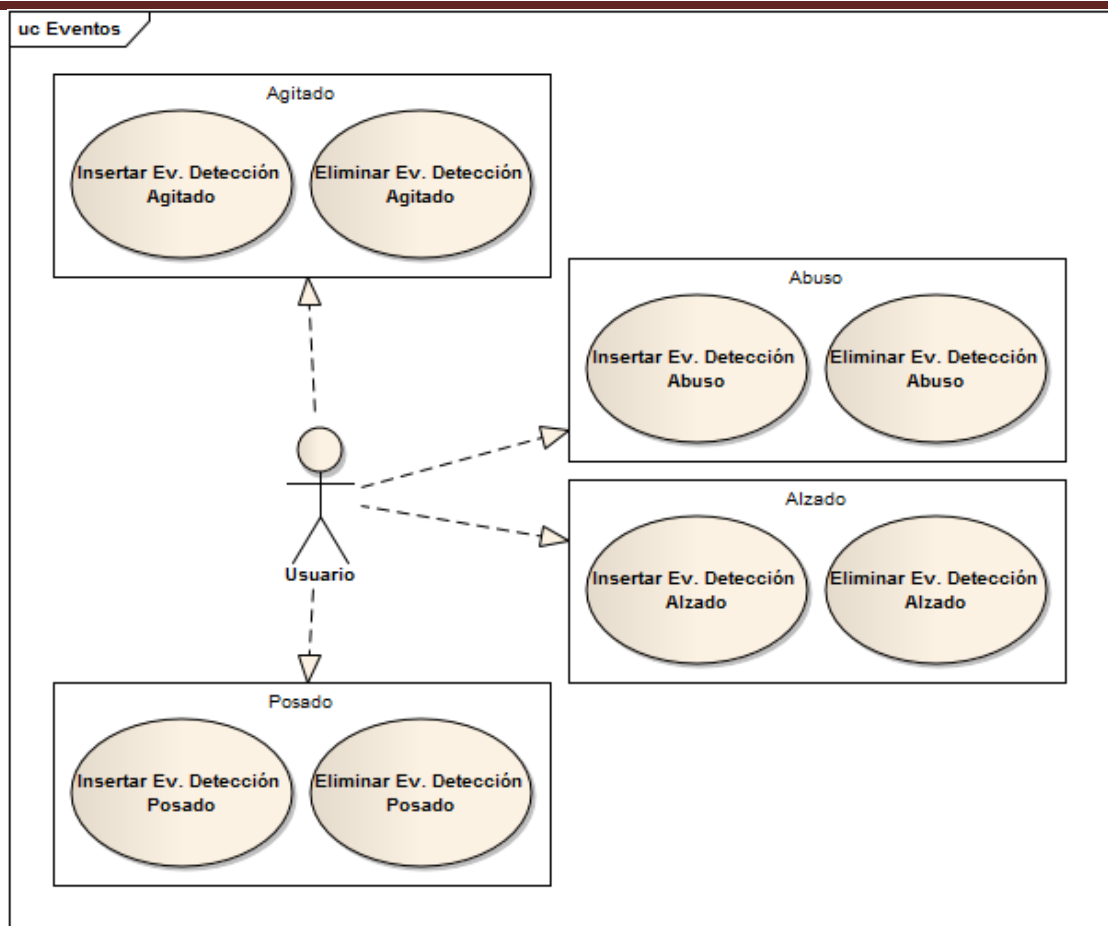 uc Eventos
Agitado
Insertar Ev. Detección
Agitado
Eliminar Ev. Detección
Agitado
Abuso
Insertar Ev. Detección
Abuso
Eliminar Ev. Detección
Abuso
Usuario
Alzado
Insertar Ev. Detección
Alzado
Eliminar Ev. Detección
Alzado
Posado
Insertar Ev. Detección
Posado
Eliminar Ev. Detección
Posado